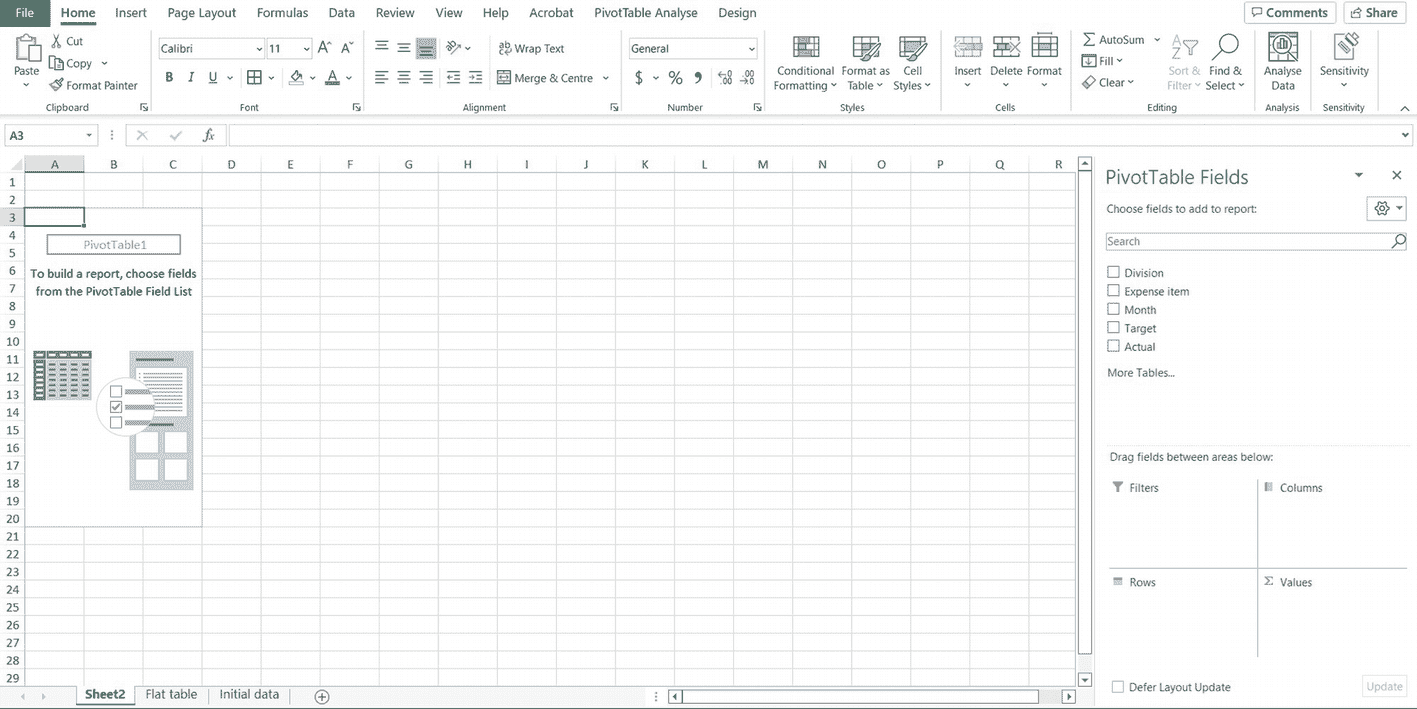 File Home Insert Page Layout Formulas Data Review View Help Acrobat PivotTable Analyse Design Comments Share
Paste
Cut
Copy
Format Painter
Clipboard
Calibri 11 A A
B I U A
Font
Wrap Text
Merge & Centre
Alignment
General
$ % 9
Number
Conditional Formatting
Format as Table
Cell Styles
Styles
Insert Delete Format
Cells
AutoSum
Fill
Clear
Sort & Filter
Find & Select
Editing
Analyse Data
Analysis
Sensitivity
Sensitivity
A3 fx
A B C D E F G H I J K L M N O P Q R
1
2
3
4
5
6
7
8
9
10
11
12
13
14
15
16
17
18
19
20
21
22
23
24
25
26
27
28
29
PivotTable1
To build a report, choose fields
from the PivotTable Field List
PivotTable Fields
Choose fields to add to report:
Search
Division
Expense item
Month
Target
Actual
More Tables...
Drag fields between areas below:
Filters Columns
Rows Σ Values
Defer Layout Update Update
Sheet2 Flat table Initial data